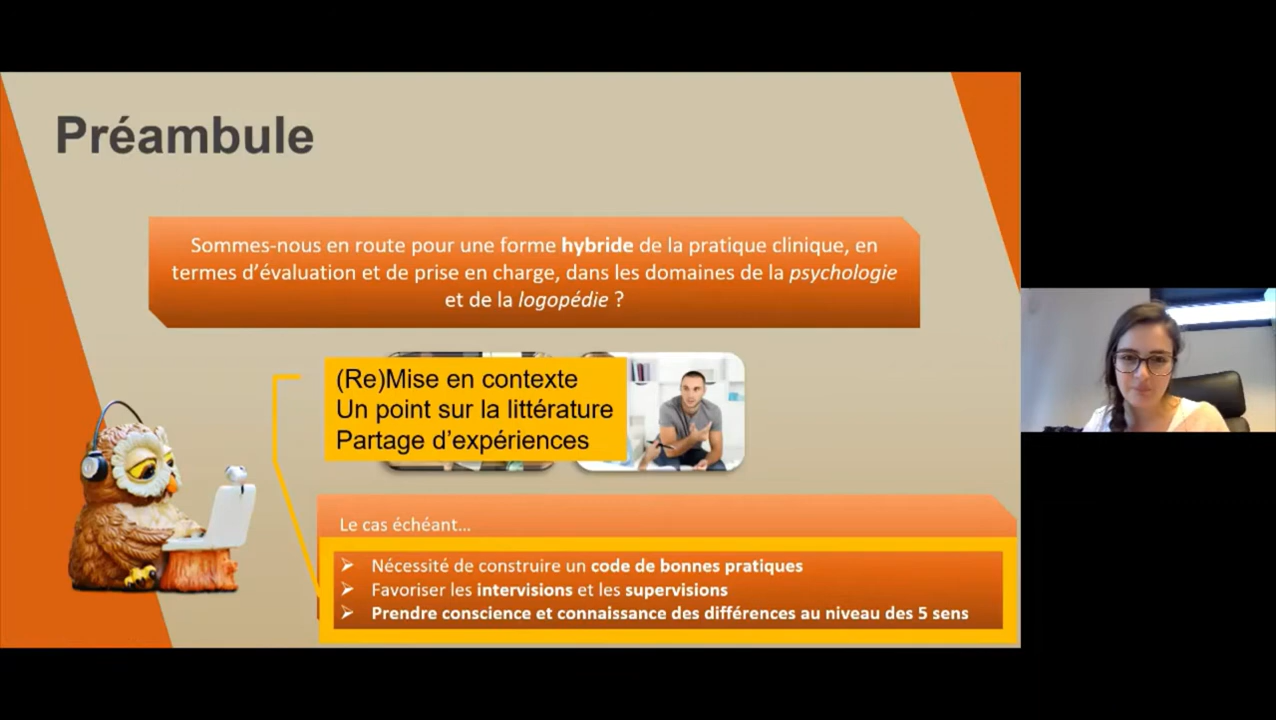 Préambule
Sommes-nous en route pour une forme hybride de la pratique clinique, en
termes d'évaluation et de prise en charge, dans les domaines de la psychologie
et de la logopédie ?
(Re)Mise en contexte
Un point sur la littérature
Partage d'expériences
Le cas échéant...
➢ Nécessité de construire un code de bonnes pratiques
➢ Favoriser les intervisions et les supervisions
➢ Prendre conscience et connaissance des différences au niveau des 5 sens